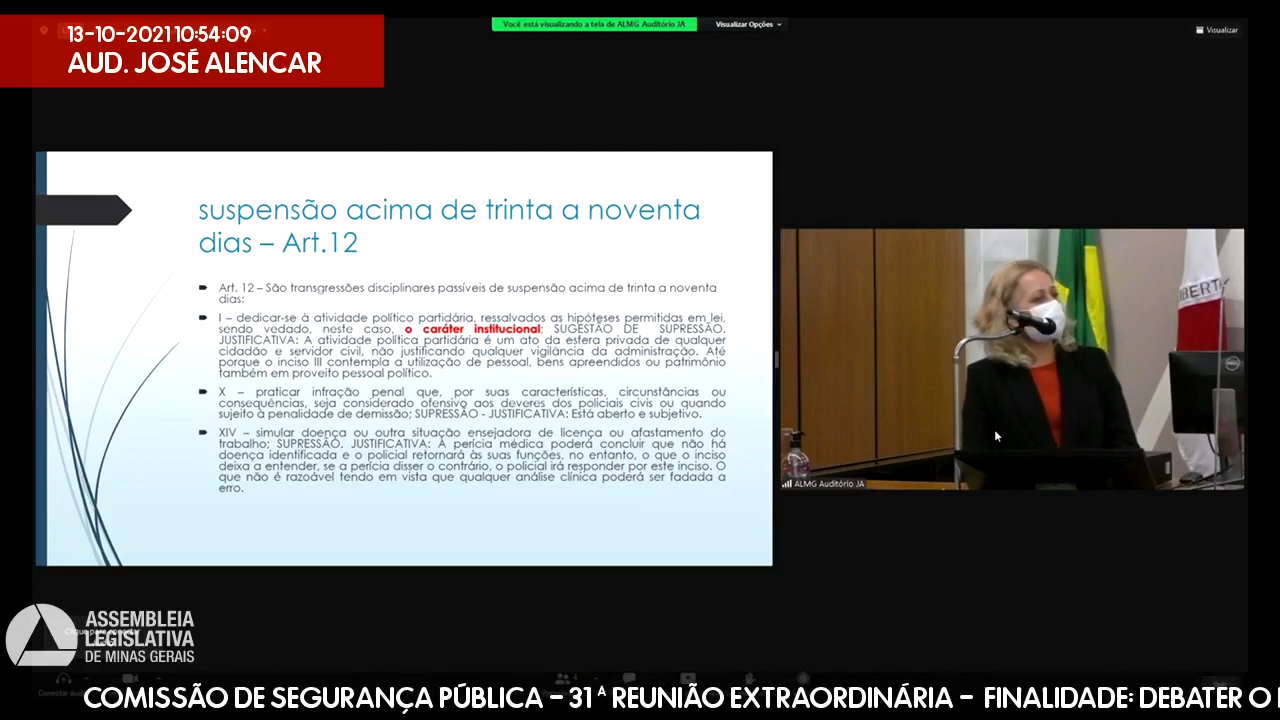 13-10-2021 10:54:09
AUD. JOSÉ ALENCAR
Você está visualizando a tela de ALMG Auditório JA
Visualizar Opções
Visualizar
suspensão acima de trinta a noventa
dias – Art.12
Art. 12 – São transgressões disciplinares passíveis de suspensão acima de trinta a noventa
dias:
I – dedicar-se à atividade político partidária, ressalvados as hipóteses permitidas em lei,
sendo vedado, neste caso, o caráter institucional; SUGESTÃO DE SUPRESSÃO.
JUSTIFICATIVA: A atividade política partidária é um ato da esfera privada de qualquer
cidadão e servidor civil, não justificando qualquer vigilância da administração. Até
porque o inciso III contempla a utilização de pessoal, bens apreendidos ou patrimônio
também em proveito pessoal político.
X – praticar infração penal que, por suas características, circunstâncias ou
consequências, seja considerado ofensivo aos deveres dos policiais civis ou quando
sujeito à penalidade de demissão; SUPRESSÃO - JUSTIFICATIVA: Está aberto e subjetivo.
XIV – simular doença ou outra situação ensejadora de licença ou afastamento do
trabalho; SUPRESSÃO. JUSTIFICATIVA: A perícia médica poderá concluir que não há
doença identificada e o policial retornará às suas funções, no entanto, o que o inciso
deixa a entender, se a perícia disser o contrário, o policial irá responder por este inciso. O
que não é razoável tendo em vista que qualquer análise clínica poderá ser fadada a
erro.
ALMG Auditório JA
ASSEMBLEIA
LEGISLATIVA
DE MINAS GERAIS
COMISSÃO DE SEGURANÇA PÚBLICA - 31ª REUNIÃO EXTRAORDINÁRIA - FINALIDADE: DEBATER O